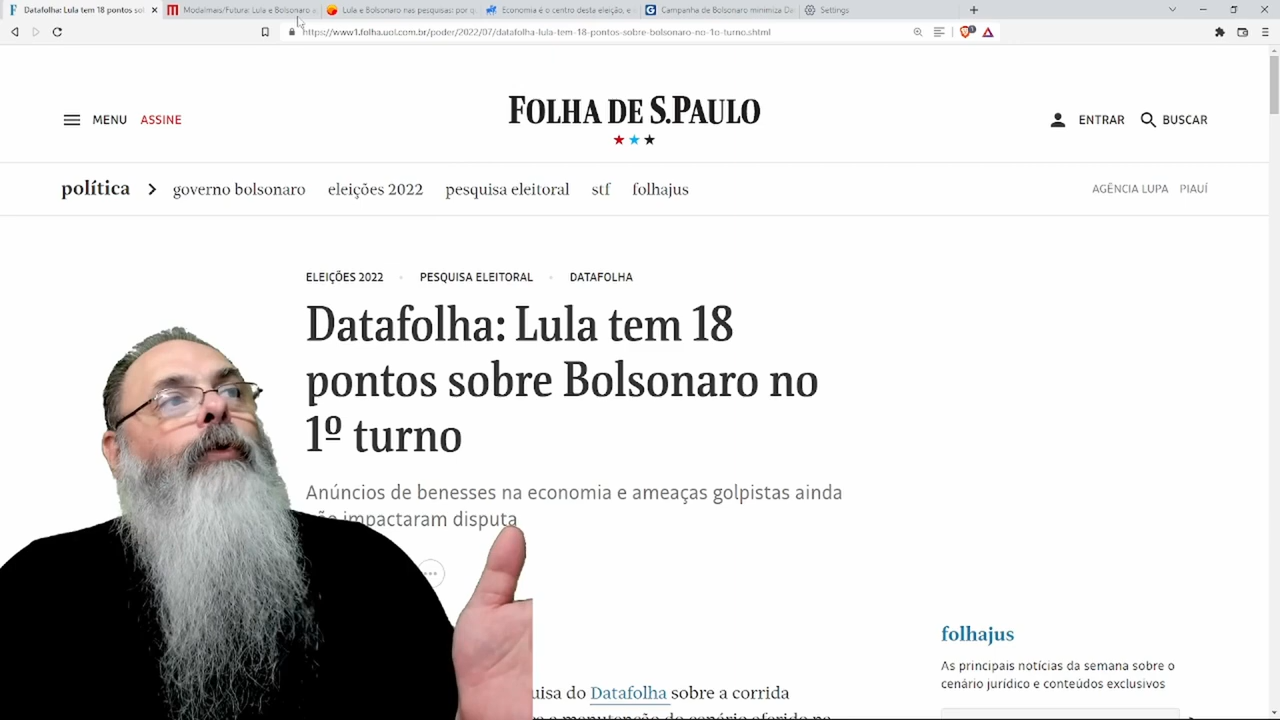 Datafolha: Lula tem 18 pontos sol
Modalmais/Futura: Lula e Bolsonaro
Lula e Bolsonaro nas pesquisas: por q
Economia é o centro desta eleição, e
Campanha de Bolsonaro minimiza Da
Settings
https://www1.folha.uol.com.br/poder/2022/07/datafolha-lula-tem-18-pontos-sobre-bolsonaro-no-1o-turno.shtml
MENU ASSINE
FOLHA DE S.PAULO
ENTRAR BUSCAR
política
governo bolsonaro eleições 2022 pesquisa eleitoral stf folhajus
AGÊNCIA LUPA PIAUÍ
ELEIÇÕES 2022 PESQUISA ELEITORAL DATAFOLHA
Datafolha: Lula tem 18
pontos sobre Bolsonaro no
1º turno
Anúncios de benesses na economia e ameaças golpistas ainda
impactaram disputa
folhajus
As principais notícias da semana sobre o
cenário jurídico e conteúdos exclusivos
uisa do Datafolha sobre a corrida